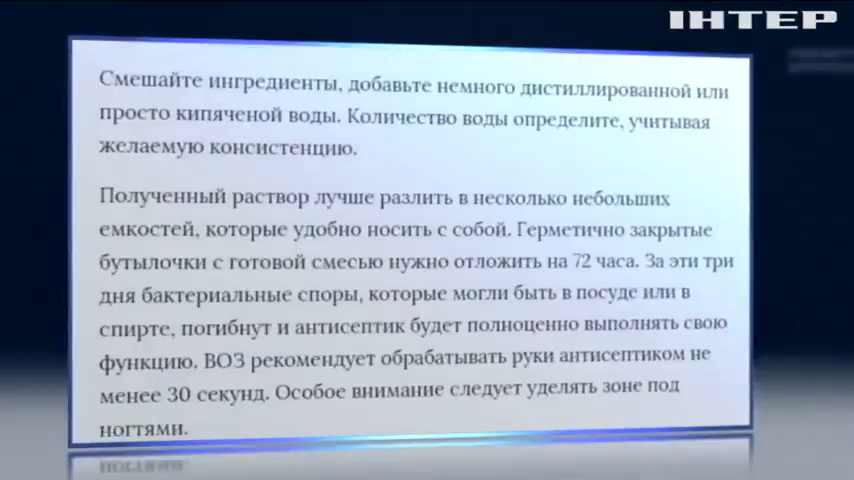 ІНТЕР
Смешайте ингредиенты, добавьте немного дистиллированной или
просто кипяченой воды. Количество воды определите, учитывая
желаемую консистенцию.
Полученный раствор лучше разлить в несколько небольших
емкостей, которые удобно носить с собой. Герметично закрытые
бутылочки с готовой смесью нужно отложить на 72 часа. За эти три
дня бактериальные споры, которые могли быть в посуде или в
спирте, погибнут и антисептик будет полноценно выполнять свою
функцию. ВОЗ рекомендует обрабатывать руки антисептиком не
менее 30 секунд. Особое внимание следует уделять зоне под
ногтями.